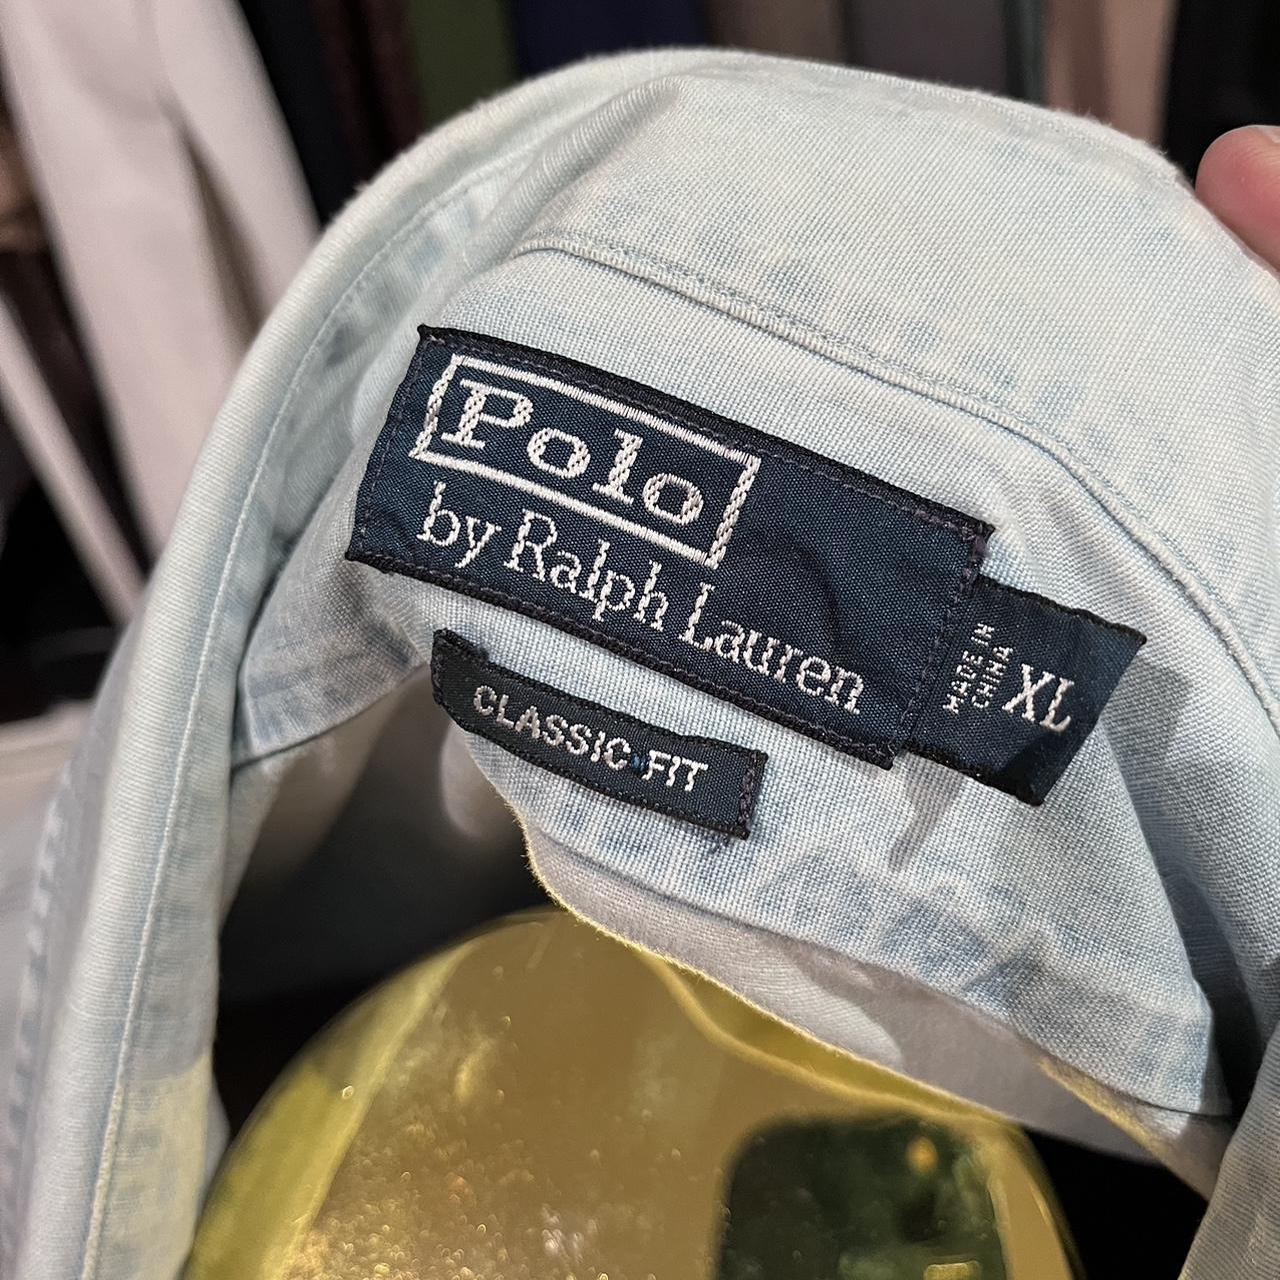 Polo
by Ralph Lauren
MADE IN
CHINA
XL
CLASSIC FIT